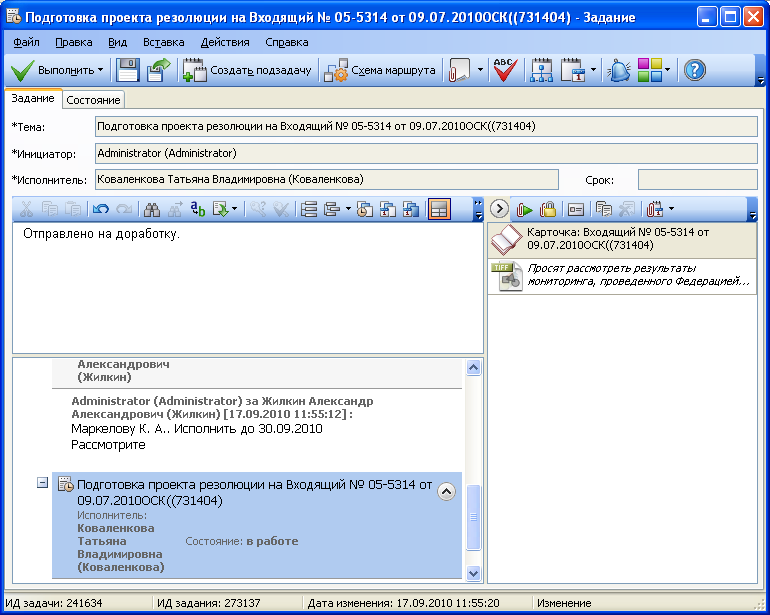 Подготовка проекта резолюции на Входящий № 05-5314 от 09.07.2010ОСК((731404) - Задание
Файл Правка Вид Вставка Действия Справка
Выполнить Создать подзадачу Схема маршрута ABC
Задание Состояние
*Тема: Подготовка проекта резолюции на Входящий № 05-5314 от 09.07.2010ОСК((731404)
*Инициатор: Administrator (Administrator)
*Исполнитель: Коваленкова Татьяна Владимировна (Коваленкова) Срок:
Отправлено на доработку.
Карточка: Входящий № 05-5314 от
09.07.2010ОСК((731404)
TIFF
Просят рассмотреть результаты
мониторинга, проведенного Федерацией...
Александрович
(Жилкин)
Administrator (Administrator) за Жилкин Александр
Александрович (Жилкин) [17.09.2010 11:55:12] :
Маркелову К. А.. Исполнить до 30.09.2010
Рассмотрите
Подготовка проекта резолюции на Входящий № 05-5314 от
09.07.2010ОСК((731404)
Исполнитель:
Коваленкова
Татьяна
Владимировна
(Коваленкова)
Состояние: в работе
ИД задачи: 241634 ИД задания: 273137 Дата изменения: 17.09.2010 11:55:20 Изменение